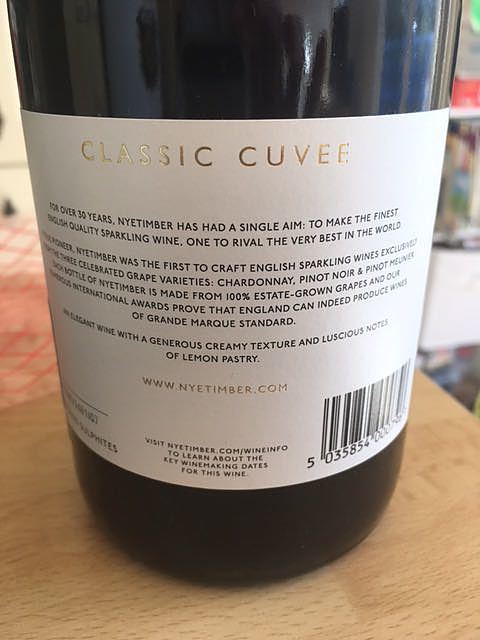 CLASSIC CUVEE
FOR OVER 30 YEARS, NYETIMBER HAS HAD A SINGLE AIM: TO MAKE THE FINEST
ENGLISH QUALITY SPARKLING WINE, ONE TO RIVAL THE VERY BEST IN THE WORLD.
PIONEER, NYETIMBER WAS THE FIRST TO CRAFT ENGLISH SPARKLING WINES EXCLUSIVELY
THE THREE CELEBRATED GRAPE VARIETIES: CHARDONNAY, PINOT NOIR & PINOT MEUNIER.
EACH BOTTLE OF NYETIMBER IS MADE FROM 100% ESTATE-GROWN GRAPES AND OUR
INTERNATIONAL AWARDS PROVE THAT ENGLAND CAN INDEED PRODUCE WINES
OF GRANDE MARQUE STANDARD.
AN ELEGANT WINE WITH A GENEROUS CREAMY TEXTURE AND LUSCIOUS NOTES
OF LEMON PASTRY.
WWW.NYETIMBER.COM
SULPHITES
VISIT NYETIMBER.COM/WINEINFO
TO LEARN ABOUT THE
KEY WINEMAKING DATES
FOR THIS WINE.
5 035854